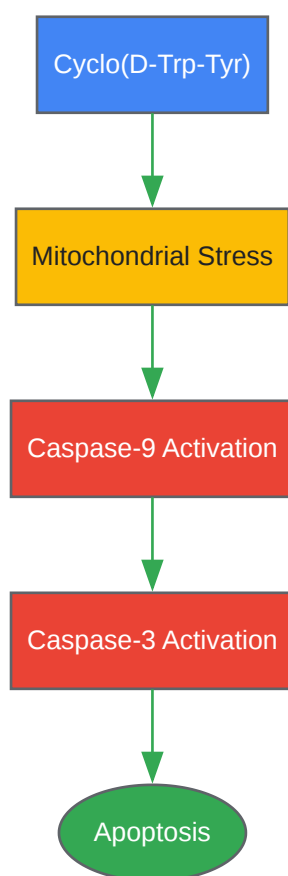 Cyclo(D-Trp-Tyr)
Mitochondrial Stress
Caspase-9 Activation
Caspase-3 Activation
Apoptosis